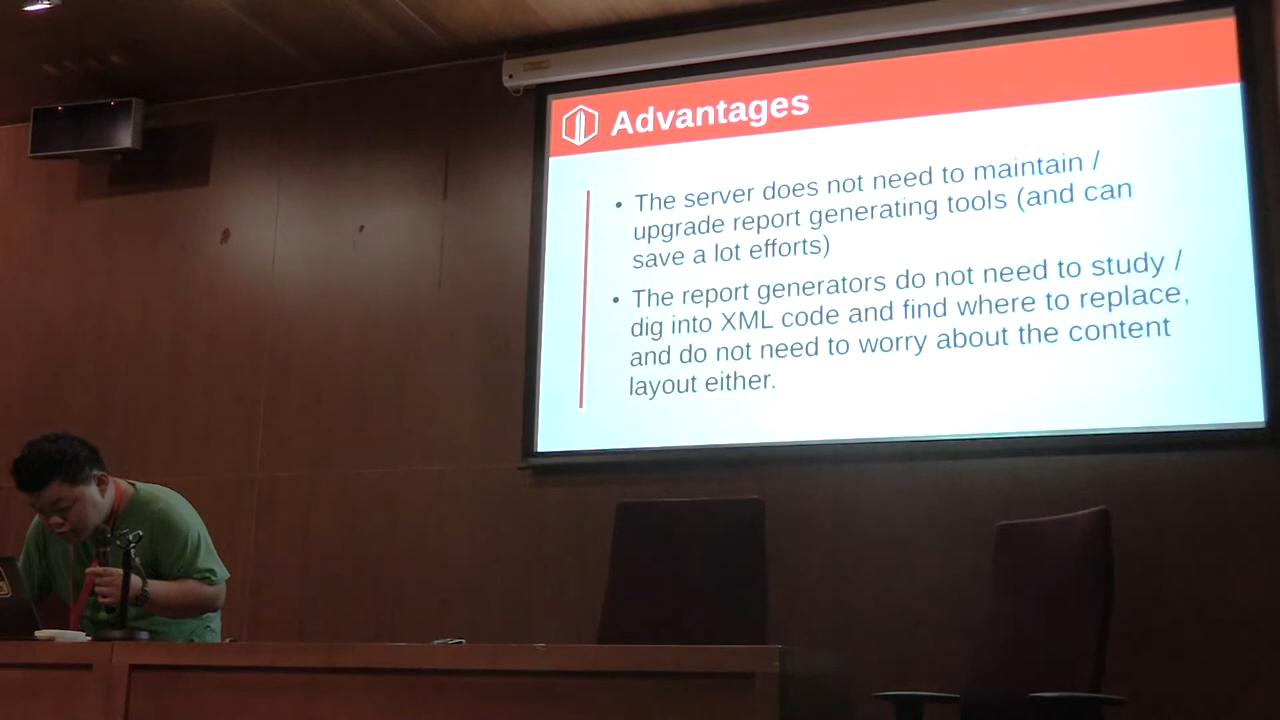 Advantages
• The server does not need to maintain /
upgrade report generating tools (and can
save a lot efforts)
• The report generators do not need to study /
dig into XML code and find where to replace,
and do not need to worry about the content
layout either.